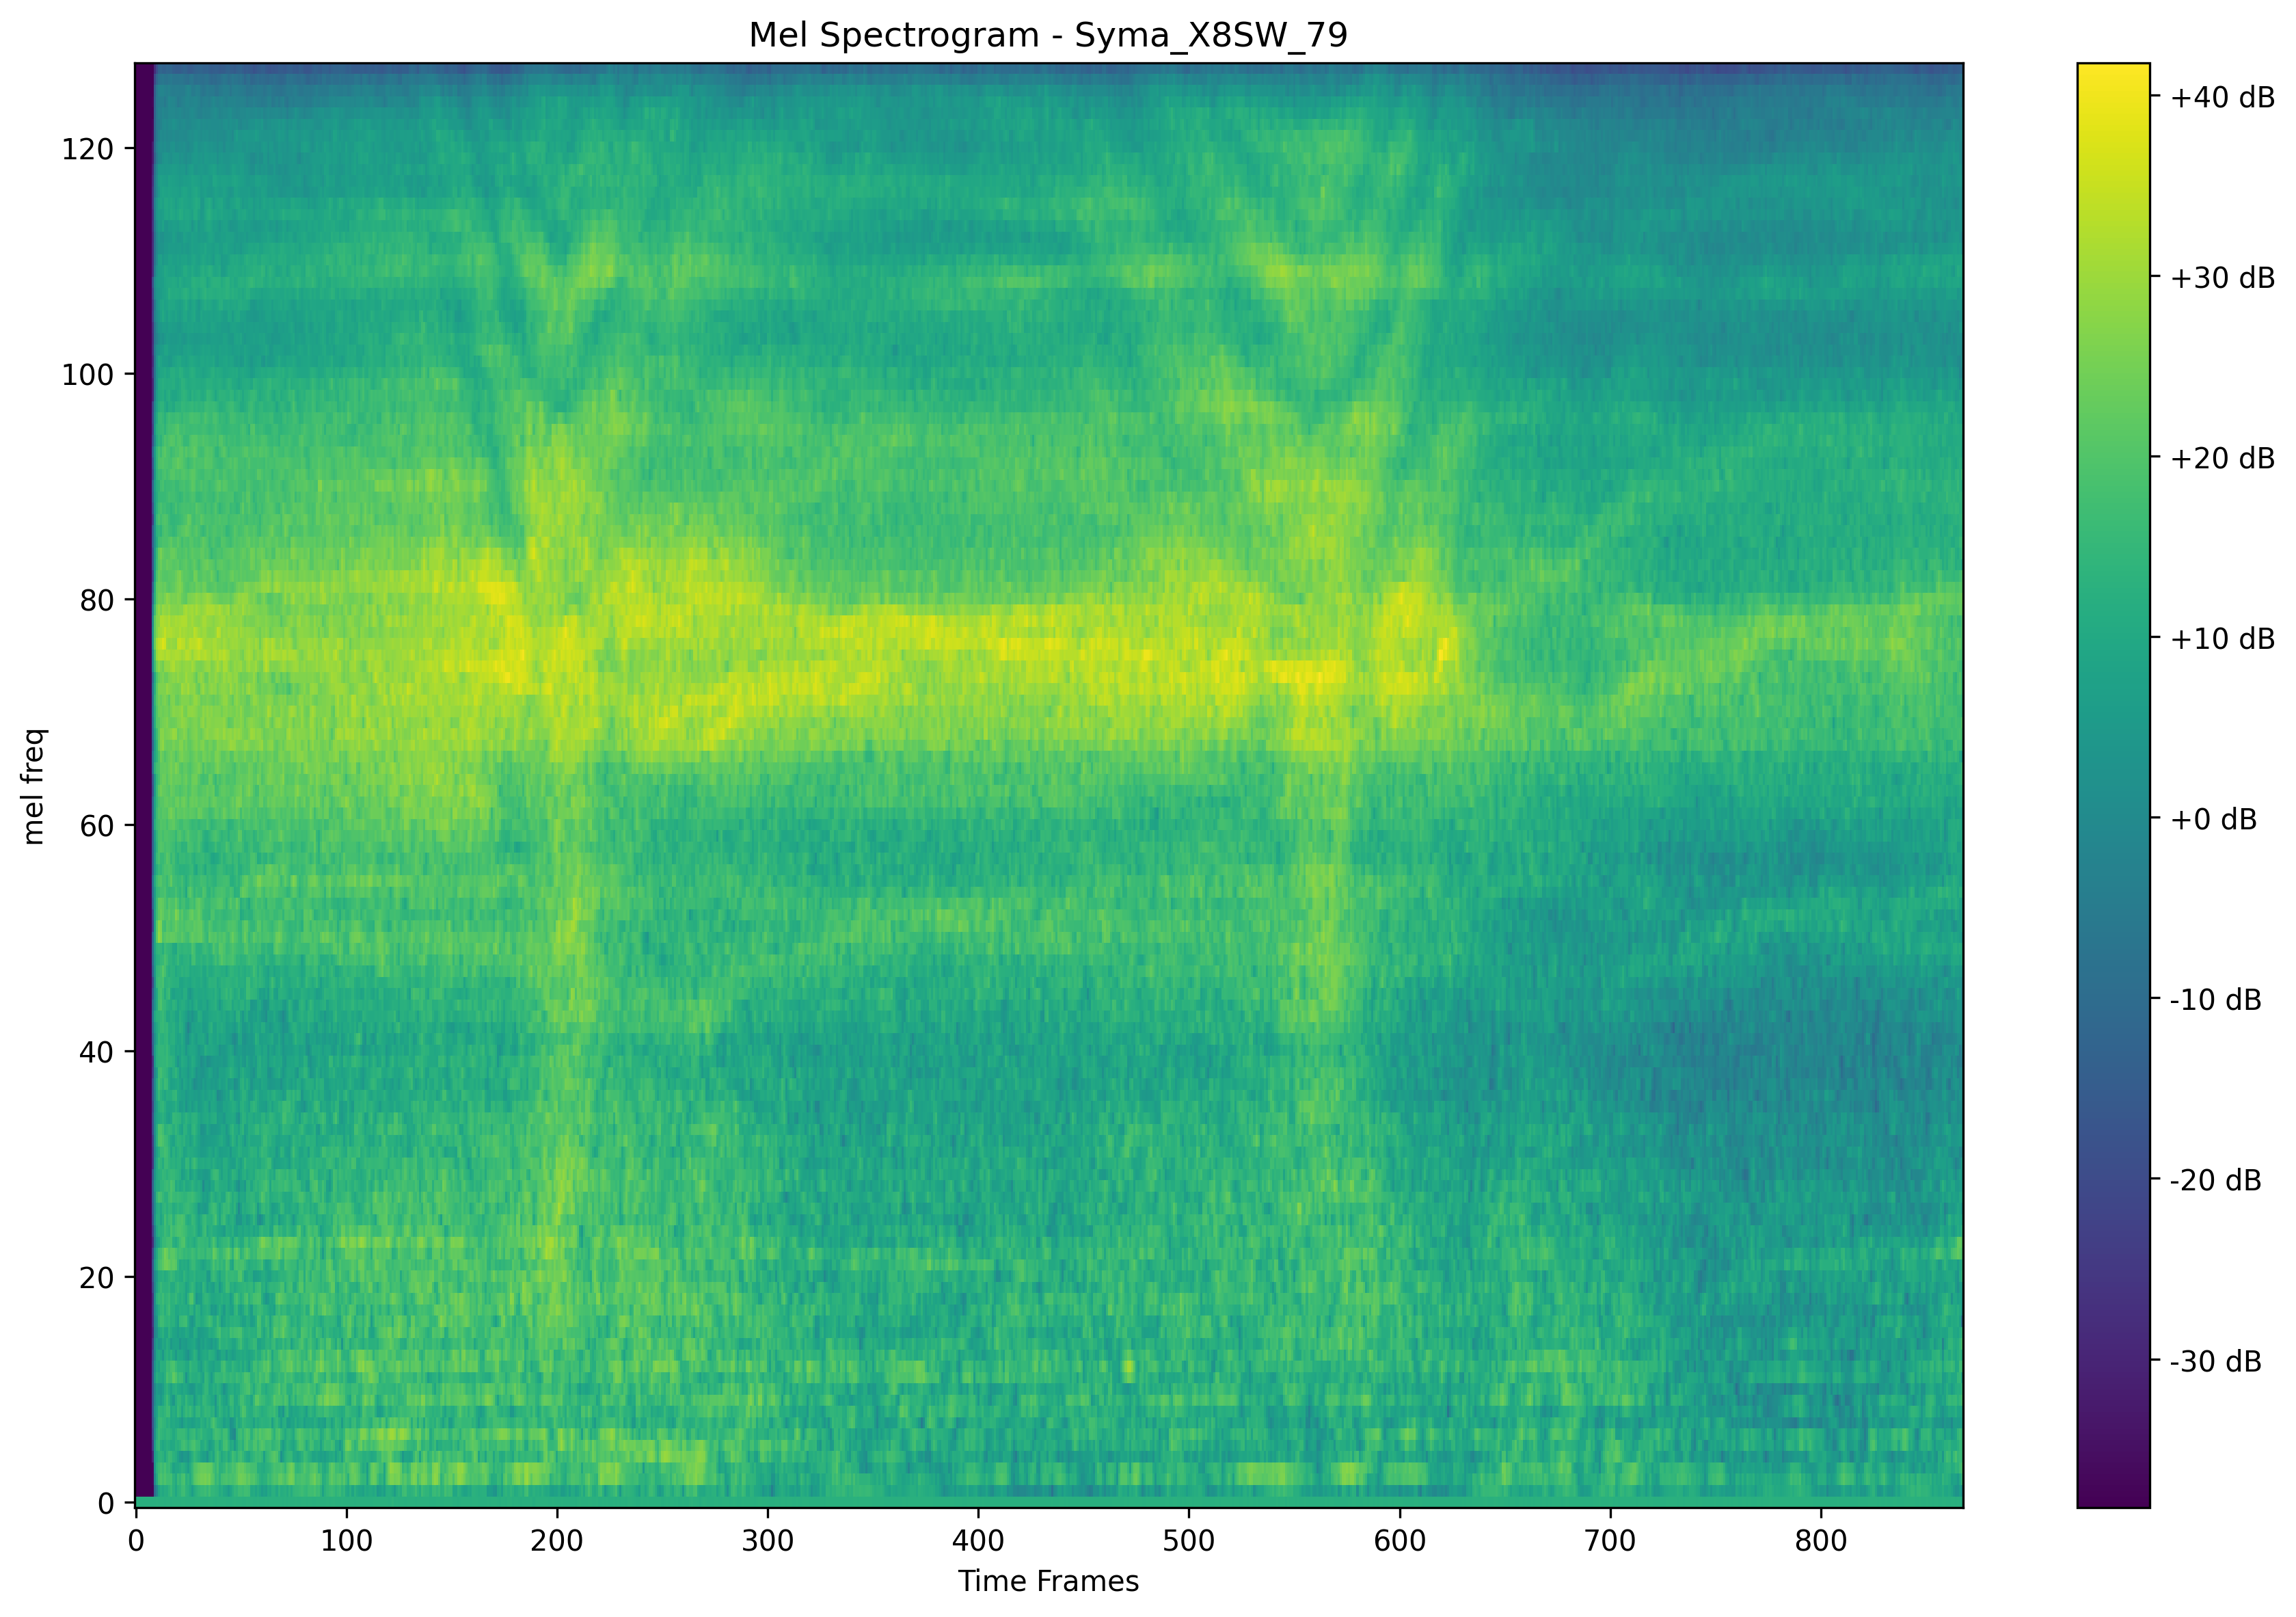 Mel Spectrogram - Syma_X8SW_79
mel freq
120
100
80
60
40
20
0
0 100 200 300 400 500 600 700 800
Time Frames
+40 dB
+30 dB
+20 dB
+10 dB
+0 dB
-10 dB
-20 dB
-30 dB